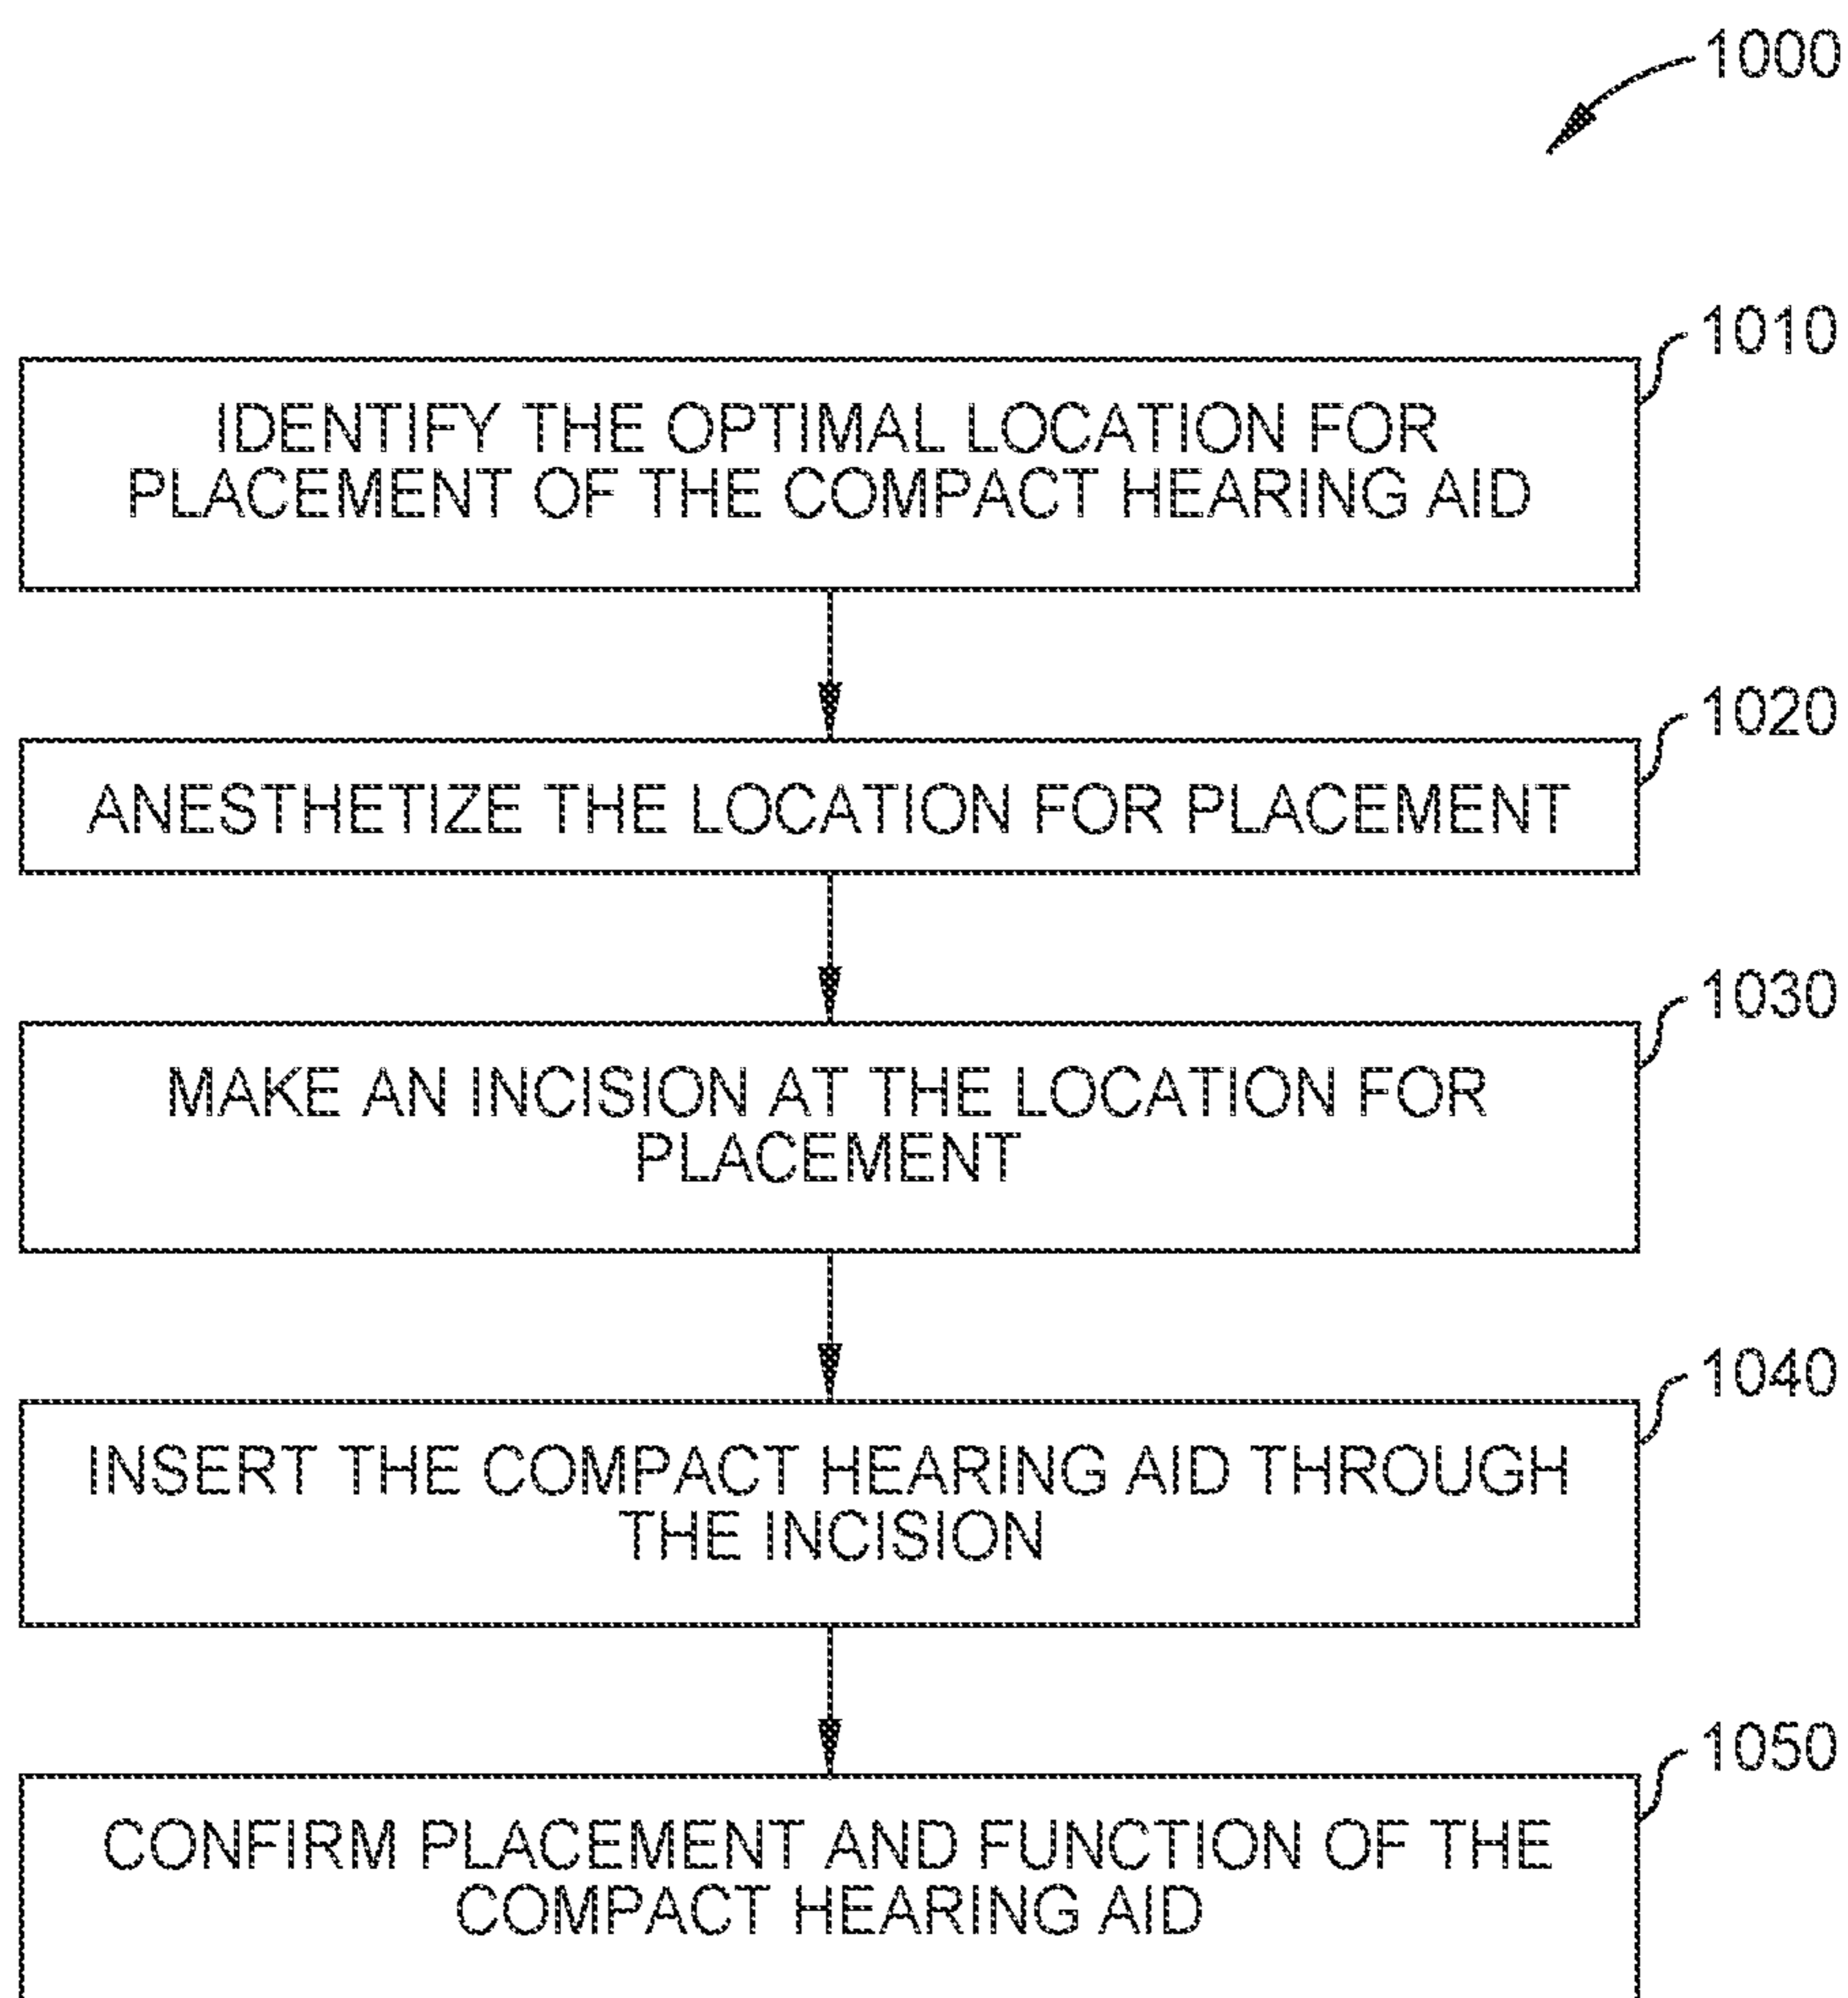 1000
1010
IDENTIFY THE OPTIMAL LOCATION FOR
PLACEMENT OF THE COMPACT HEARING AID
1020
ANESTHETIZE THE LOCATION FOR PLACEMENT
1030
MAKE AN INCISION AT THE LOCATION FOR
PLACEMENT
1040
INSERT THE COMPACT HEARING AID THROUGH
THE INCISION
1050
CONFIRM PLACEMENT AND FUNCTION OF THE
COMPACT HEARING AID